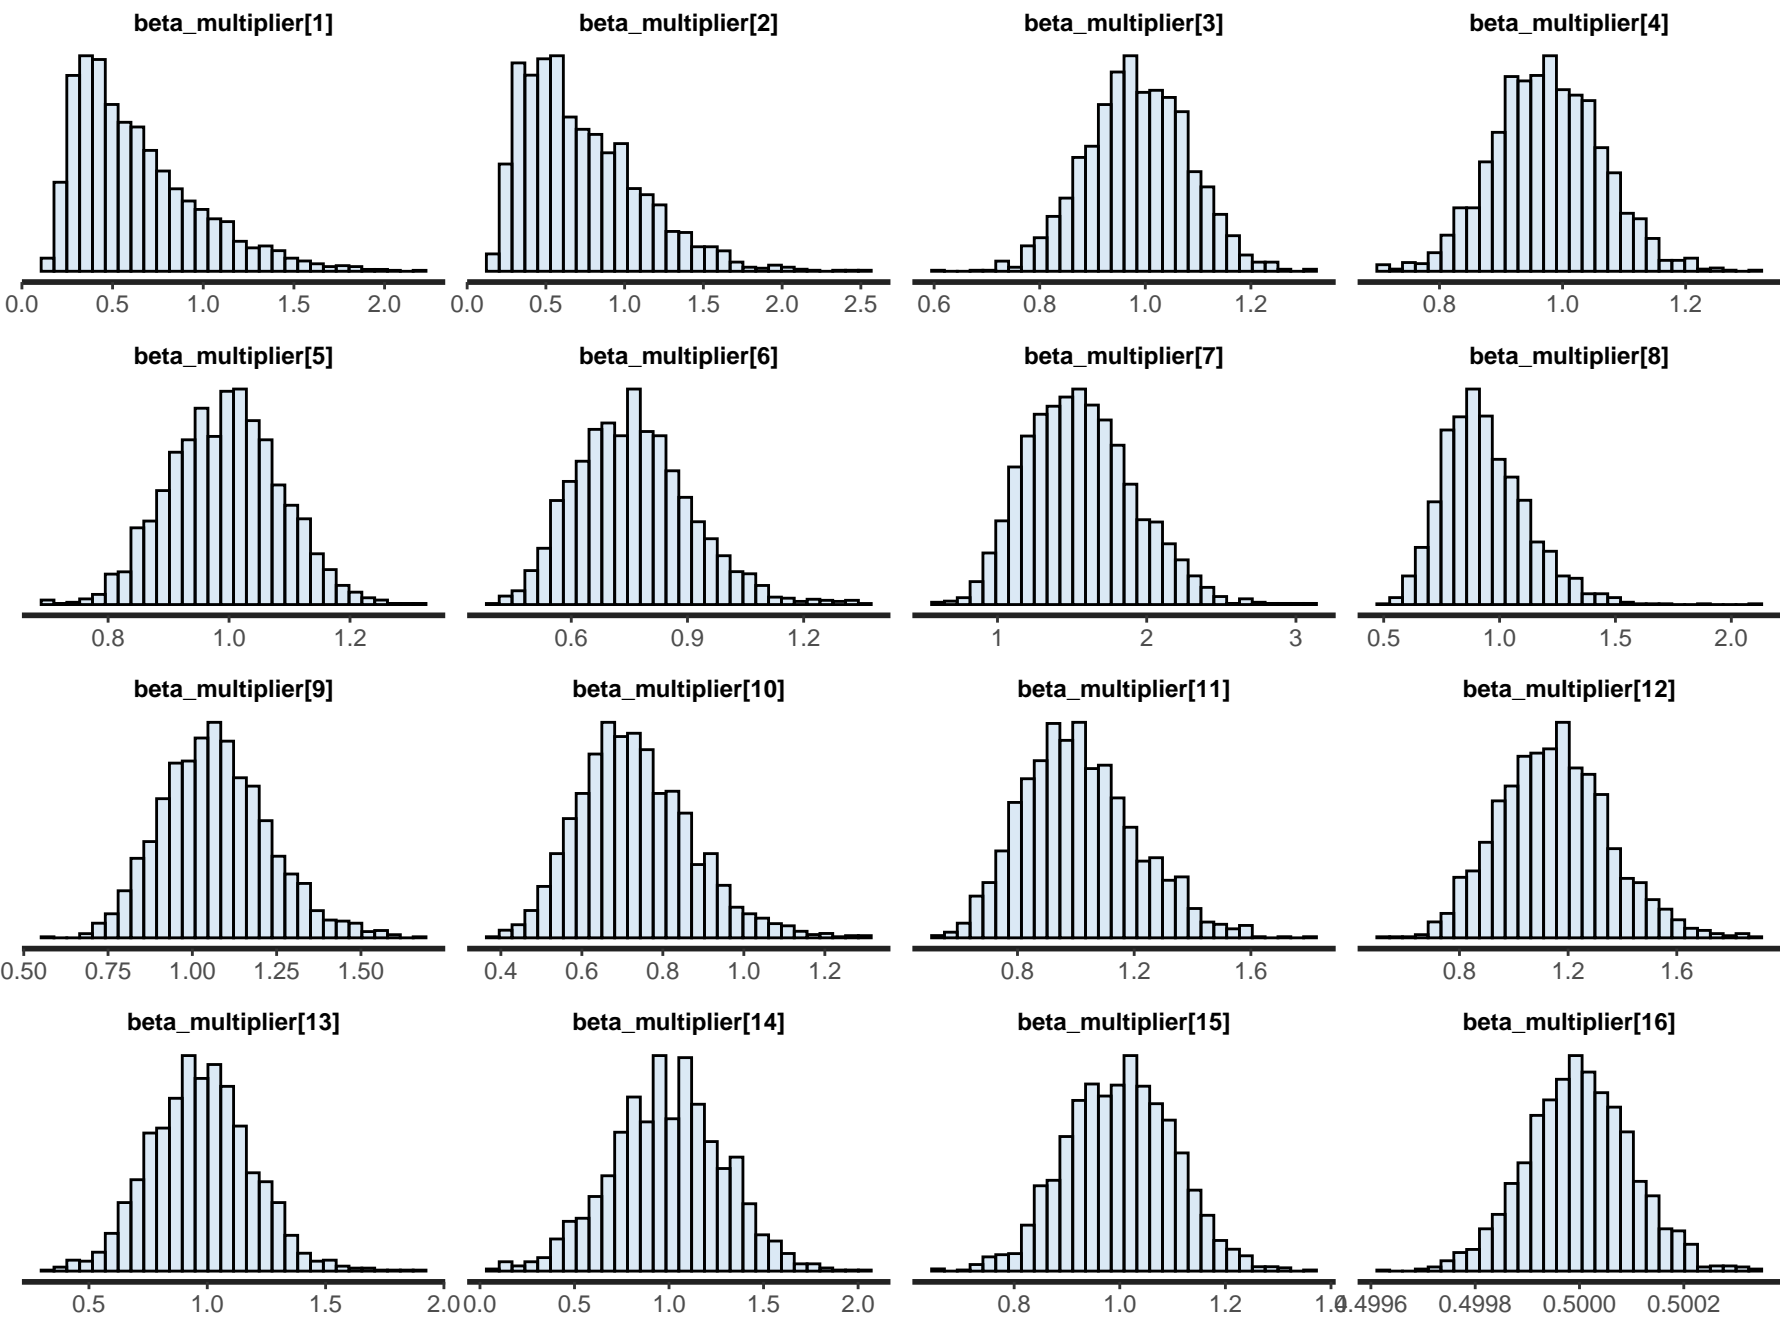 beta_multiplier[1] beta_multiplier[2] beta_multiplier[3] beta_multiplier[4]
0.0 0.5 1.0 1.5 2.0 0.0 0.5 1.0 1.5 2.0 2.5 0.6 0.8 1.0 1.2 0.8 1.0 1.2
beta_multiplier[5] beta_multiplier[6] beta_multiplier[7] beta_multiplier[8]
0.8 1.0 1.2 0.6 0.9 1.2 1 2 3 0.5 1.0 1.5 2.0
beta_multiplier[9] beta_multiplier[10] beta_multiplier[11] beta_multiplier[12]
0.50 0.75 1.00 1.25 1.50 0.4 0.6 0.8 1.0 1.2 0.8 1.2 1.6 0.8 1.2 1.6
beta_multiplier[13] beta_multiplier[14] beta_multiplier[15] beta_multiplier[16]
0.5 1.0 1.5 2.0 0.0 0.5 1.0 1.5 2.0 0.8 1.0 1.2 1.4 0.4996 0.4998 0.5000 0.5002